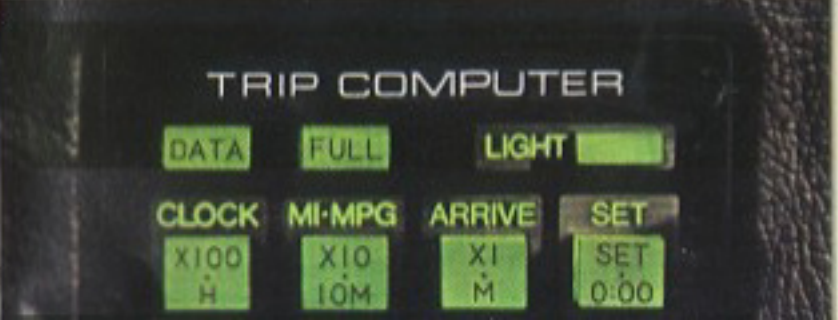 TRIP COMPUTER
DATA FULL LIGHT
CLOCK MI·MPG ARRIVE SET
X100 X10 X1 SET
H 10M M 0:00